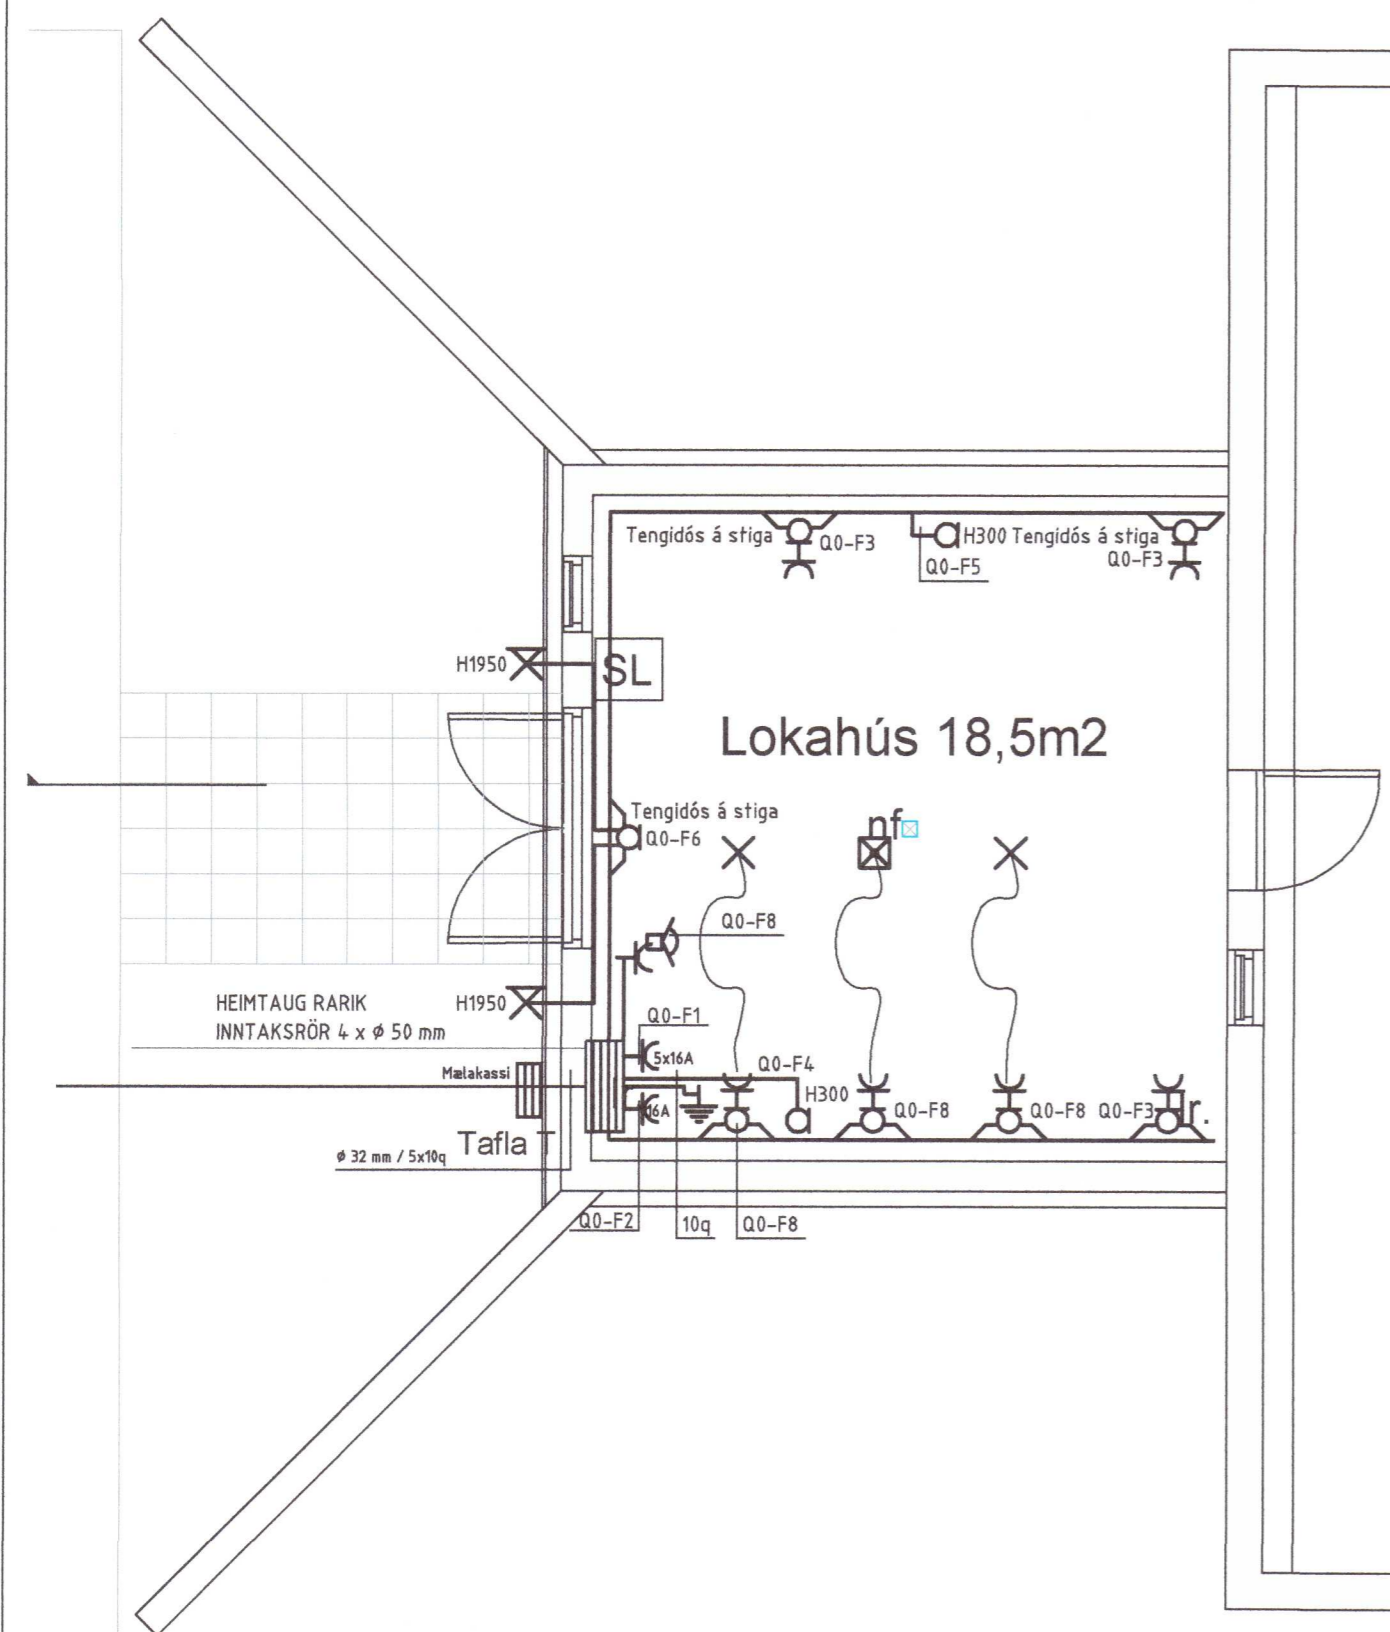 Tengidós á stiga
Q0-F3
H300
Tengidós á stiga
Q0-F5
Q0-F3
H1950
SL
Lokahús 18,5m2
Tengidós á stiga
Q0-F6
nf
Q0-F8
HEIMTAUG RARIK
INNTAKSRÖR 4 x ø 50 mm
H1950
Q0-F1
5x16A
Q0-F4
Mælakassi
H300
16A
Q0-F8
Q0-F8
Q0-F3
Ir.
Tafla T
ø 32 mm / 5x10q
Q0-F2
10q
Q0-F8